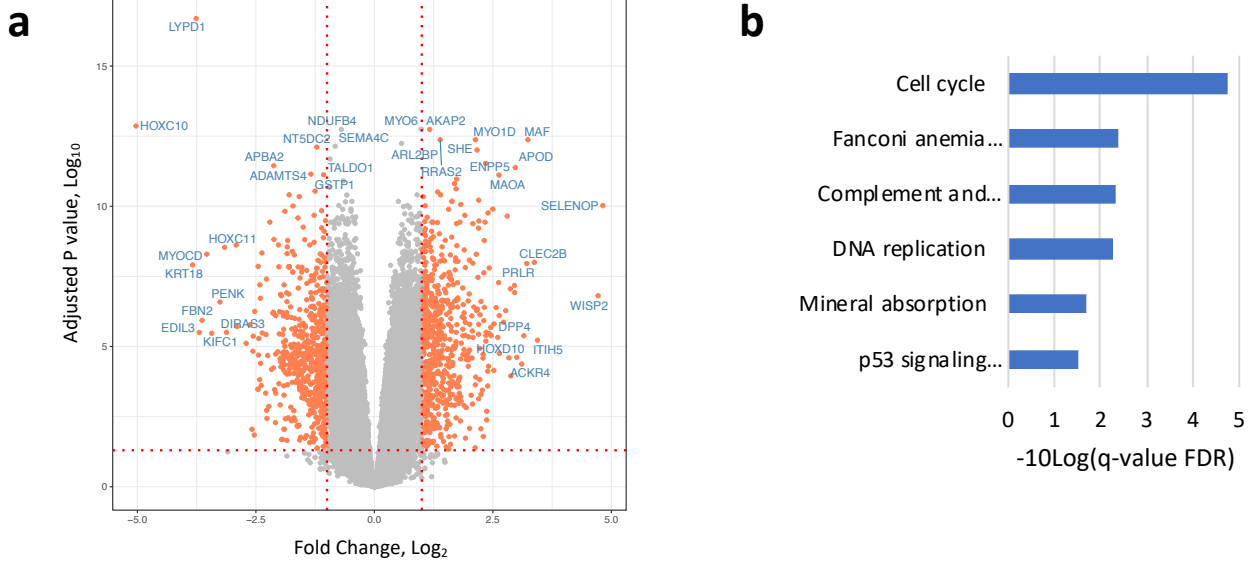 a
LYPD1
15
HOXC10
NDUFB4
MYO6
AKAP2
NT5DC2
SEMA4C
MYO1D
MAF
APBA2
ARL2BP
SHE
APOD
ADAMTS4
TALDO1
RRAS2
ENPP5
GSTP1
MAOA
10
SELENOP
HOXC11
MYOCD
CLEC2B
KRT18
PRLR
PENK
WISP2
FBN2
EDIL3
DIRAS3
DPP4
KIFC1
HOXD10
ITIH5
5
ACKR4
0
−5.0
−2.5
0.0
2.5
5.0
Adjusted P value, Log10
Fold Change, Log2
b
Cell cycle
Fanconi anemia...
Complement and...
DNA replication
Mineral absorption
p53 signaling...
0 1 2 3 4 5
-10Log(q-value FDR)